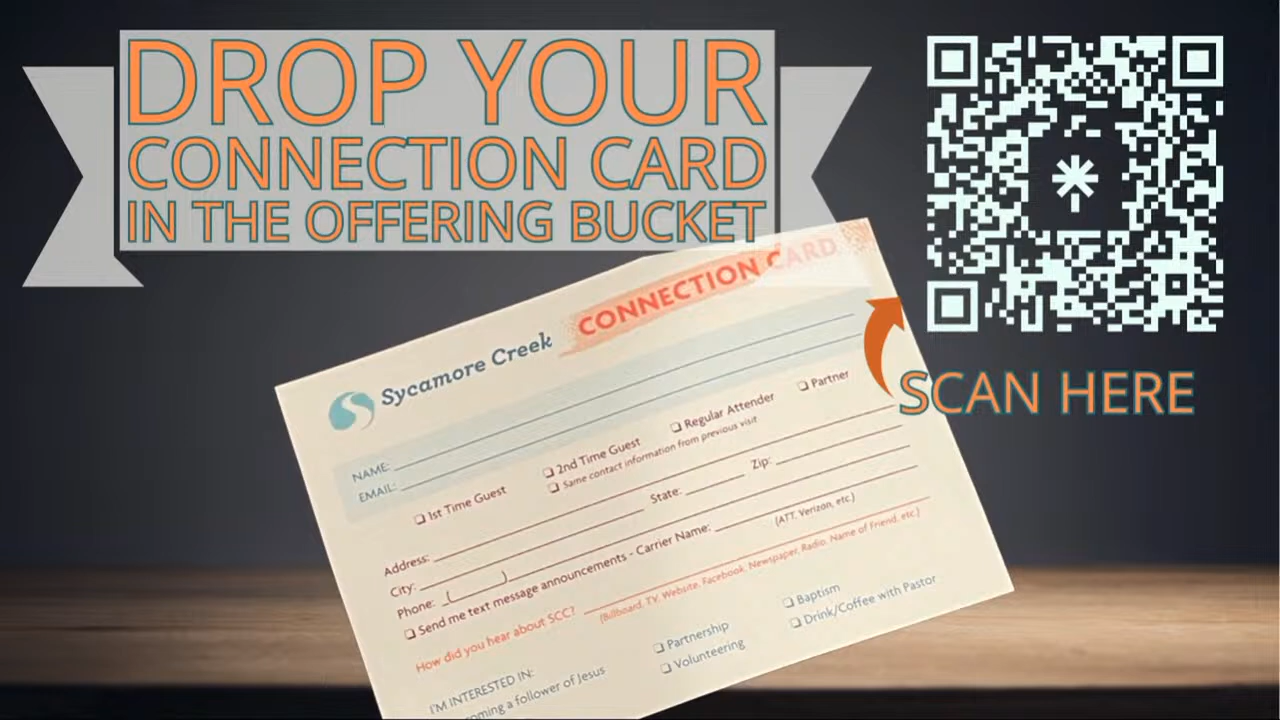 DROP YOUR
CONNECTION CARD
IN THE OFFERING BUCKET
SCAN HERE
Sycamore Creek
CONNECTION CARD
NAME:
EMAIL:
1st Time Guest
2nd Time Guest
Regular Attender
Partner
Same contact information from previous visit
Address:
City:
State:
Zip:
Phone: ( )
Send me text message announcements - Carrier Name:
(ATT, Verizon, etc.)
How did you hear about SCC?
(Billboard, TV, Website, Facebook, Newspaper, Radio, Name of Friend, etc.)
I'M INTERESTED IN:
a follower of Jesus
Partnership
Volunteering
Baptism
Drink/Coffee with Pastor